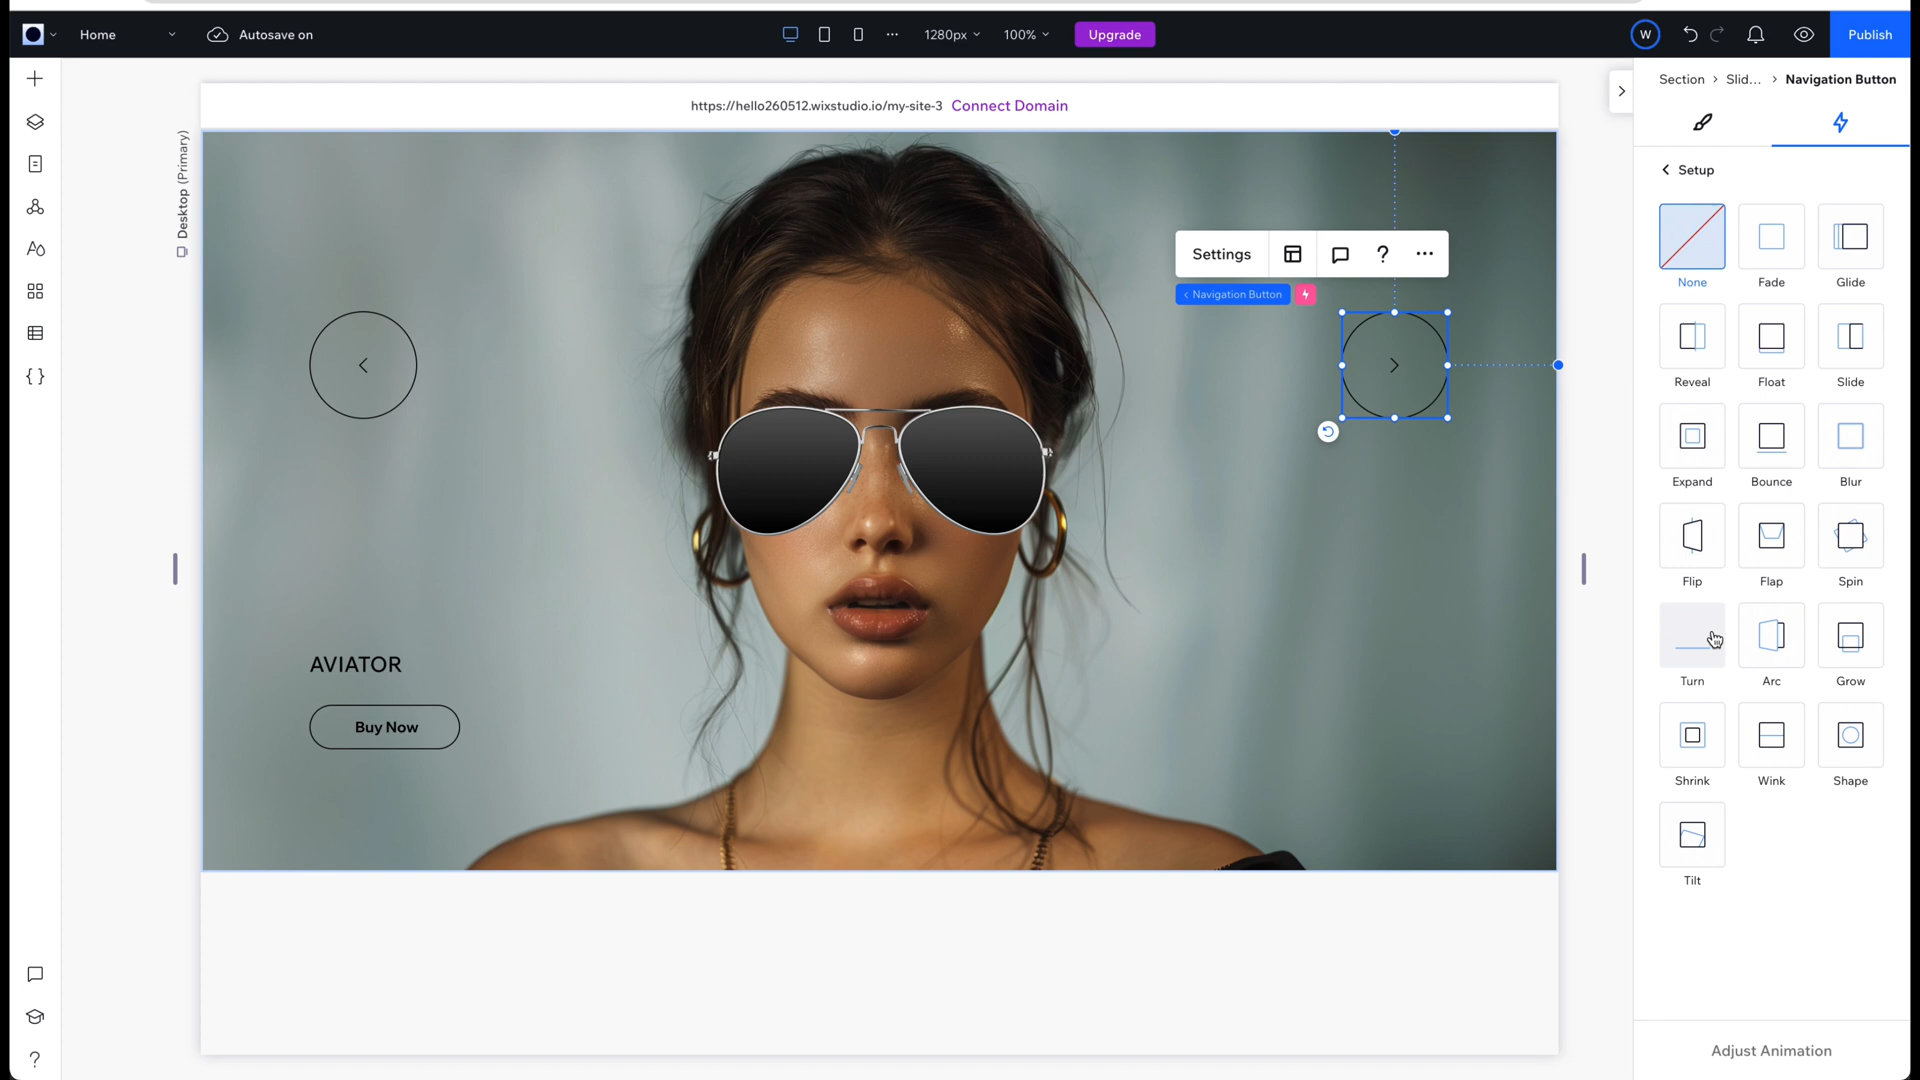 Home
Autosave on
1280px
100%
Upgrade
W
Publish
https://hello260512.wixstudio.io/my-site-3 Connect Domain
Section > Slid... > Navigation Button
Desktop (Primary)
Setup
Settings
?
Navigation Button
None
Fade
Glide
Reveal
Float
Slide
Expand
Bounce
Blur
Flip
Flap
Spin
Turn
Arc
Grow
Shrink
Wink
Shape
Tilt
AVIATOR
Buy Now
Adjust Animation
?